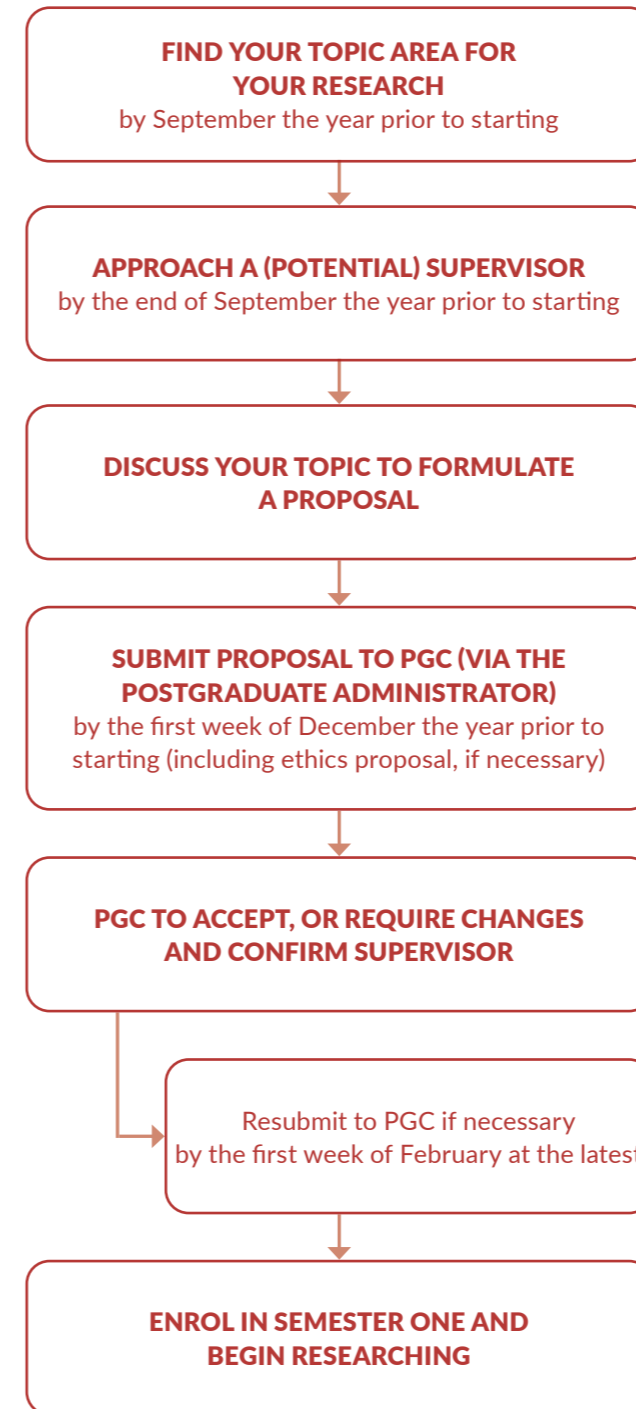 FIND YOUR TOPIC AREA FOR
YOUR RESEARCH
by September the year prior to starting
APPROACH A (POTENTIAL) SUPERVISOR
by the end of September the year prior to starting
DISCUSS YOUR TOPIC TO FORMULATE
A PROPOSAL
SUBMIT PROPOSAL TO PGC (VIA THE
POSTGRADUATE ADMINISTRATOR)
by the first week of December the year prior to
starting (including ethics proposal, if necessary)
PGC TO ACCEPT, OR REQUIRE CHANGES
AND CONFIRM SUPERVISOR
Resubmit to PGC if necessary
by the first week of February at the latest
ENROL IN SEMESTER ONE AND
BEGIN RESEARCHING